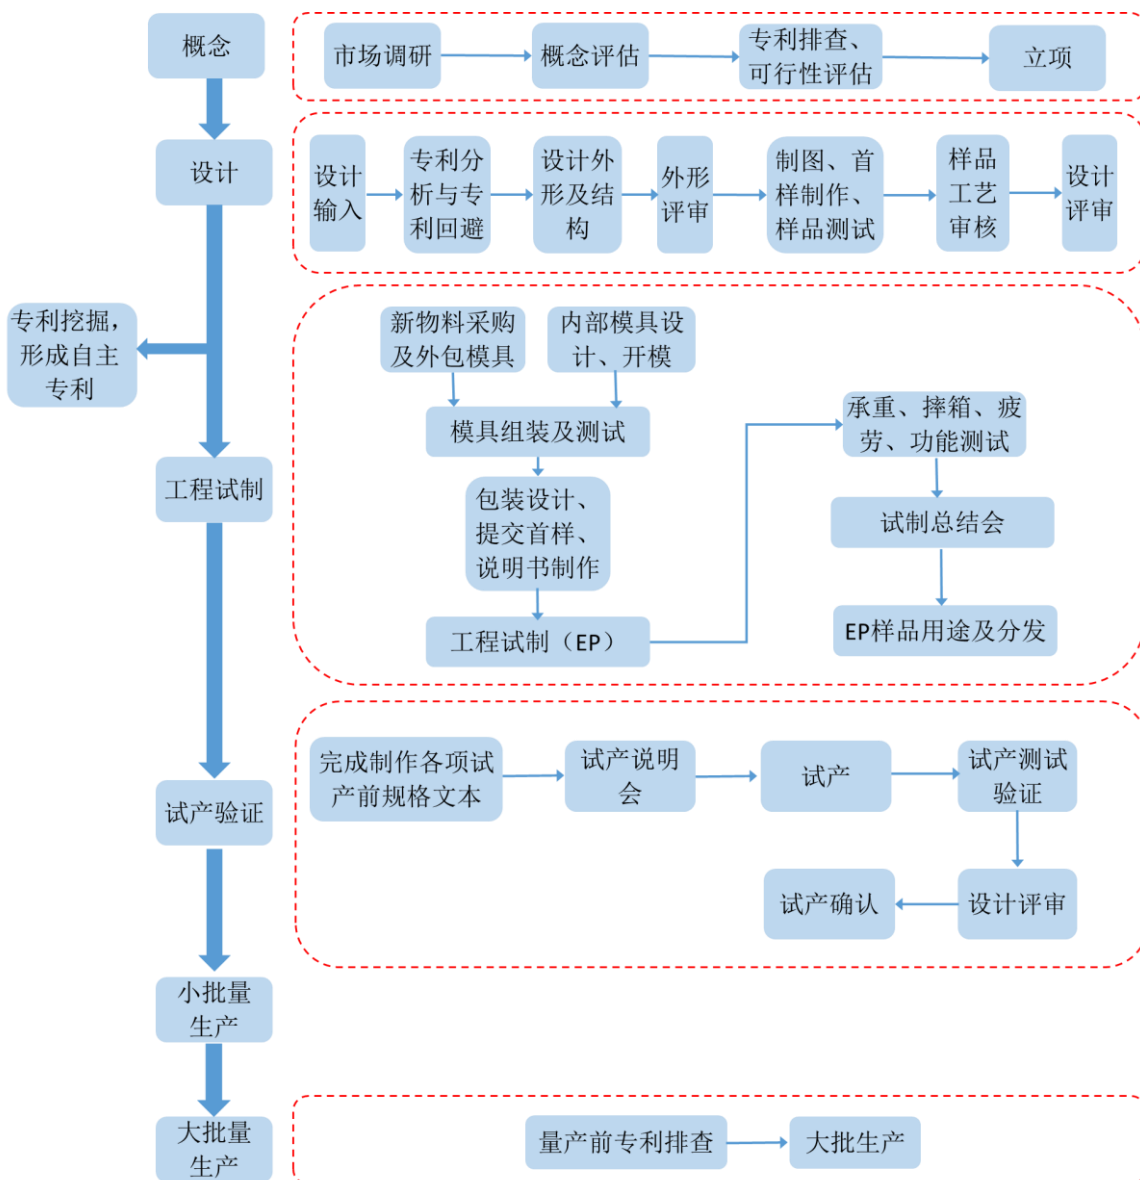 概念
市场调研
概念评估
专利排查、
可行性评估
立项
设计
设计
输入
专利分
析与专
利回避
设计外
形及结
构
外形
评审
制图、首
样制作、
样品测试
样品
工艺
审核
设计
评审
专利挖掘，
形成自主
专利
工程试制
新物料采购
及外包模具
内部模具设
计、开模
模具组装及测试
包装设计、
提交首样、
说明书制作
工程试制（EP）
承重、摔箱、疲
劳、功能测试
试制总结会
EP样品用途及分发
试产验证
完成制作各项试
产前规格文本
试产说明
会
试产
试产测试
验证
设计评审
试产确认
小批量
生产
大批量
生产
量产前专利排查
大批生产